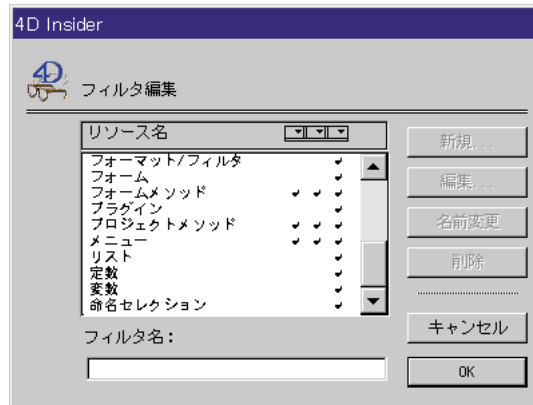 4D Insider
フィルタ編集
リソース名
フォーマット/フィルタ
フォーム
フォームメソッド
プラグイン
プロジェクトメソッド
メニュー
リスト
定数
変数
命名セレクション
フィルタ名:
新規...
編集...
名前変更
削除
キャンセル
OK